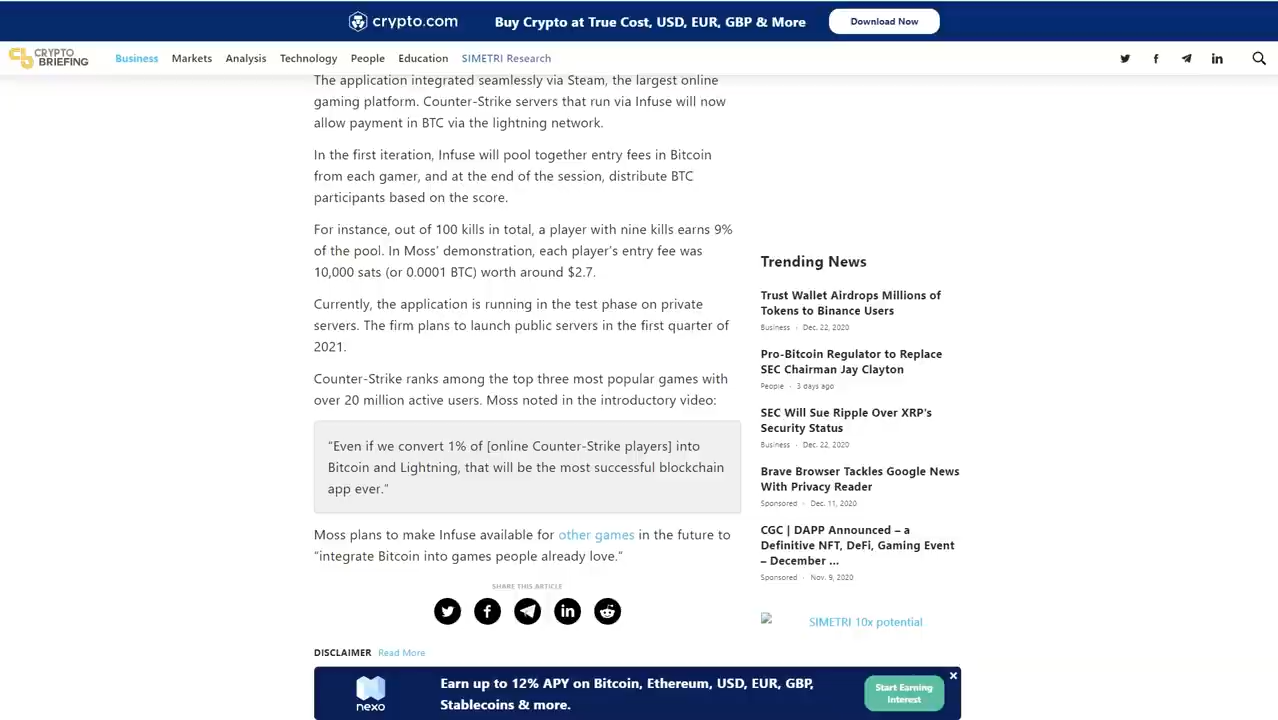 crypto.com
Buy Crypto at True Cost, USD, EUR, GBP & More
Download Now
CRYPTO
BRIEFING
Business Markets Analysis Technology People Education SIMETRI Research
The application integrated seamlessly via Steam, the largest online
gaming platform. Counter-Strike servers that run via Infuse will now
allow payment in BTC via the lightning network.
In the first iteration, Infuse will pool together entry fees in Bitcoin
from each gamer, and at the end of the session, distribute BTC
participants based on the score.
For instance, out of 100 kills in total, a player with nine kills earns 9%
of the pool. In Moss’ demonstration, each player’s entry fee was
10,000 sats (or 0.0001 BTC) worth around $2.7.
Currently, the application is running in the test phase on private
servers. The firm plans to launch public servers in the first quarter of
2021.
Counter-Strike ranks among the top three most popular games with
over 20 million active users. Moss noted in the introductory video:
“Even if we convert 1% of [online Counter-Strike players] into
Bitcoin and Lightning, that will be the most successful blockchain
app ever.”
Moss plans to make Infuse available for other games in the future to
“integrate Bitcoin into games people already love.”
SHARE THIS ARTICLE
DISCLAIMER Read More
Trending News
Trust Wallet Airdrops Millions of
Tokens to Binance Users
Business · Dec. 22, 2020
Pro-Bitcoin Regulator to Replace
SEC Chairman Jay Clayton
People · 3 days ago
SEC Will Sue Ripple Over XRP’s
Security Status
Business · Dec. 22, 2020
Brave Browser Tackles Google News
With Privacy Reader
Sponsored · Dec. 11, 2020
CGC | DAPP Announced – a
Definitive NFT, DeFi, Gaming Event
– December ...
Sponsored · Nov. 9, 2020
SIMETRI 10x potential
nexo
Earn up to 12% APY on Bitcoin, Ethereum, USD, EUR, GBP,
Stablecoins & more.
Start Earning
Interest